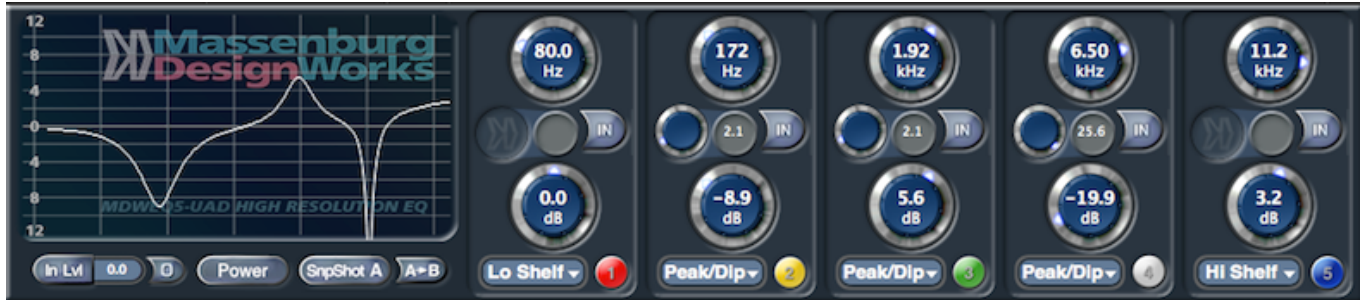 12
8
4
0
4
8
12
Massenburg
DesignWorks
MDWEQ5-UAD HIGH RESOLUTION EQ
In Lvl 0.0 Ø Power SnpShot A A▸B
80.0
Hz
IN
0.0
dB
Lo Shelf 1
172
Hz
2.1 IN
-8.9
dB
Peak/Dip 2
1.92
kHz
2.1 IN
5.6
dB
Peak/Dip 3
6.50
kHz
25.6 IN
-19.9
dB
Peak/Dip 4
11.2
kHz
IN
3.2
dB
Hi Shelf 5